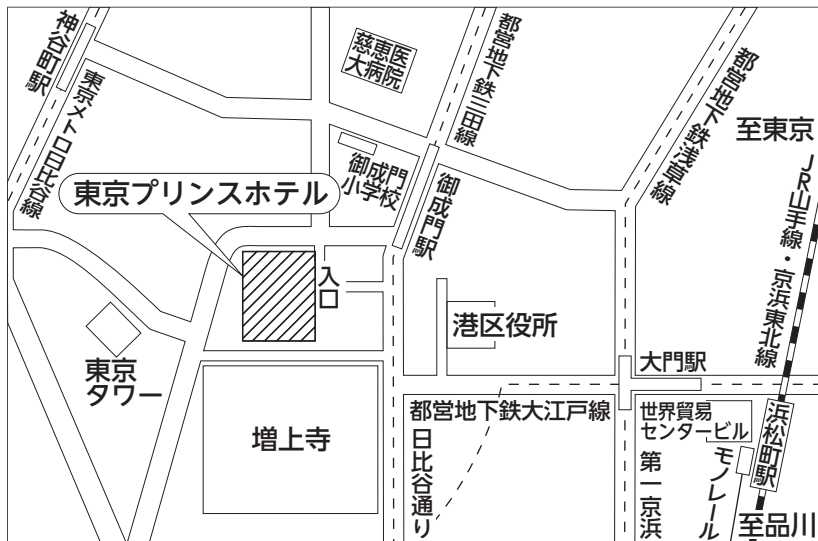 神谷町駅
東京メトロ日比谷線
慈恵医
大病院
都営地下鉄三田線
都営地下鉄浅草線
至東京
JR山手線・京浜東北線
御成門
小学校
御成門駅
東京プリンスホテル
入口
港区役所
東京
タワー
大門駅
都営地下鉄大江戸線
世界貿易
センタービル
浜松町駅
増上寺
日比谷通り
第一京浜
モノレール
至品川